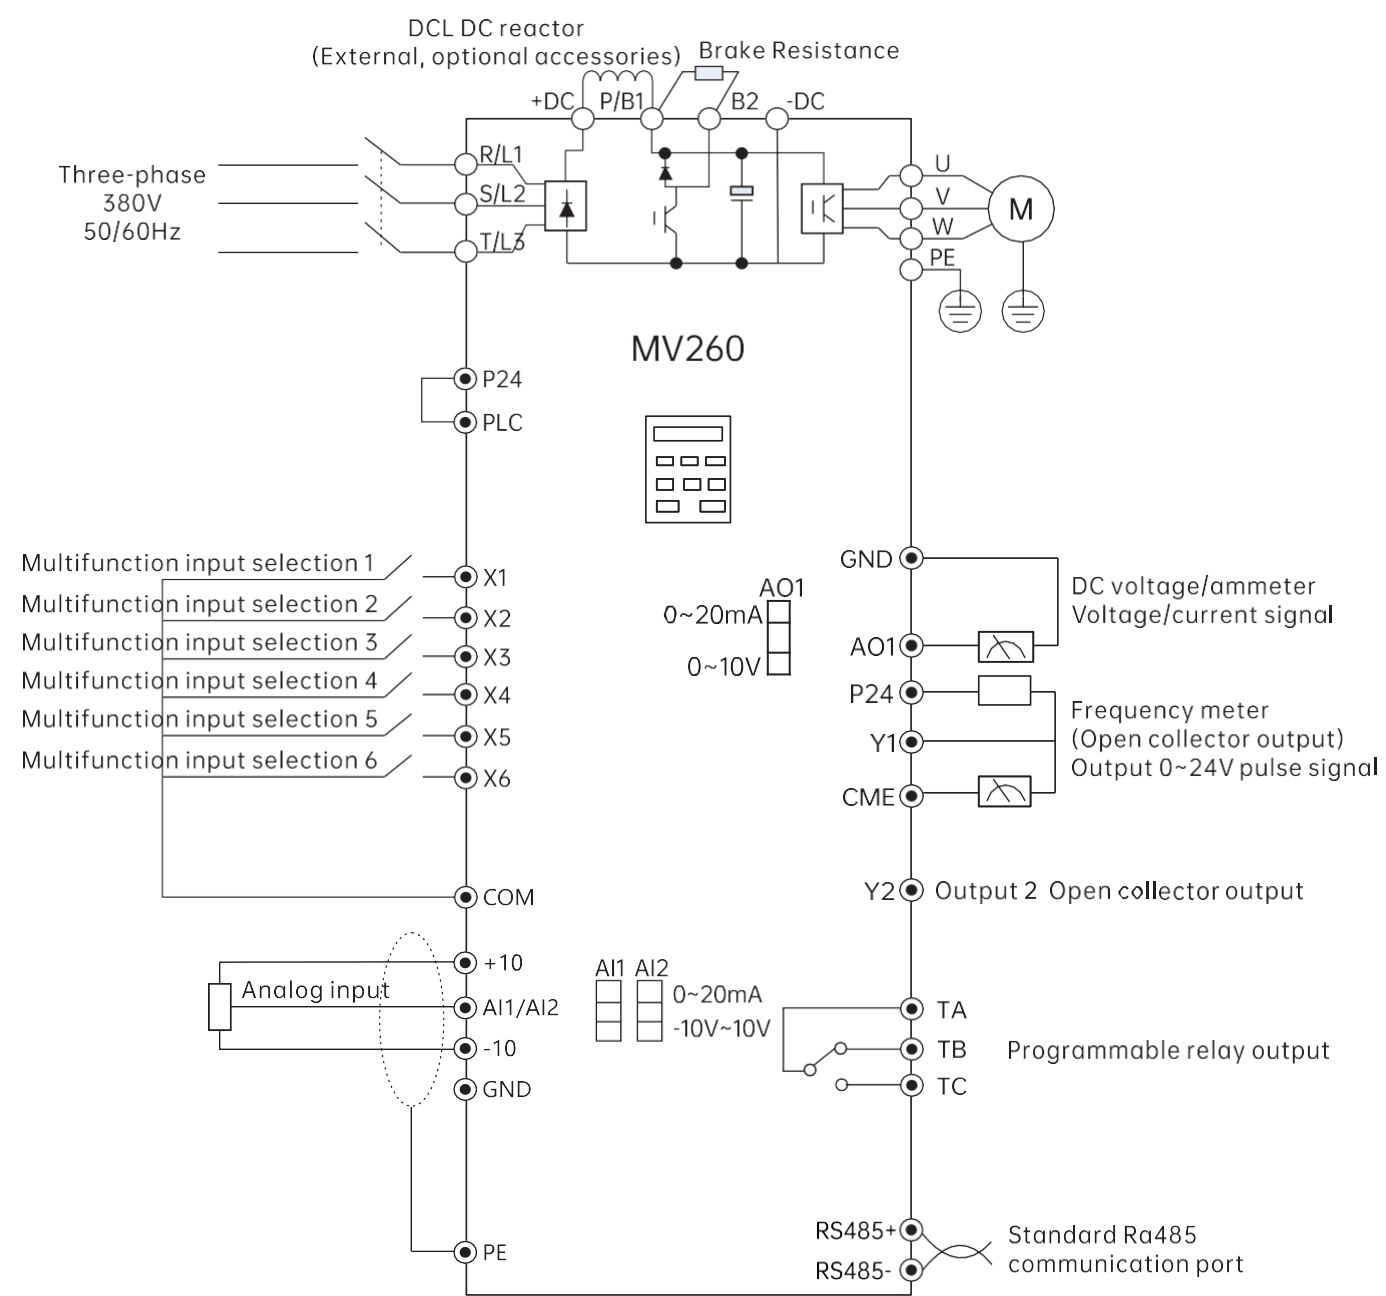 DCL DC reactor
(External, optional accessories)
Brake Resistance
+DC
P/B1
B2
-DC
Three-phase
380V
50/60Hz
R/L1
S/L2
T/L3
U
V
W
PE
M
MV260
P24
PLC
Multifunction input selection 1
X1
Multifunction input selection 2
X2
Multifunction input selection 3
X3
Multifunction input selection 4
X4
Multifunction input selection 5
X5
Multifunction input selection 6
X6
COM
AO1
0~20mA
0~10V
GND
AO1
DC voltage/ammeter
Voltage/current signal
P24
Y1
CME
Frequency meter
(Open collector output)
Output 0~24V pulse signal
Y2
Output 2 Open collector output
+10
Analog input
AI1/AI2
-10
GND
PE
AI1
AI2
0~20mA
-10V~10V
TA
TB
TC
Programmable relay output
RS485+
RS485-
Standard Ra485
communication port